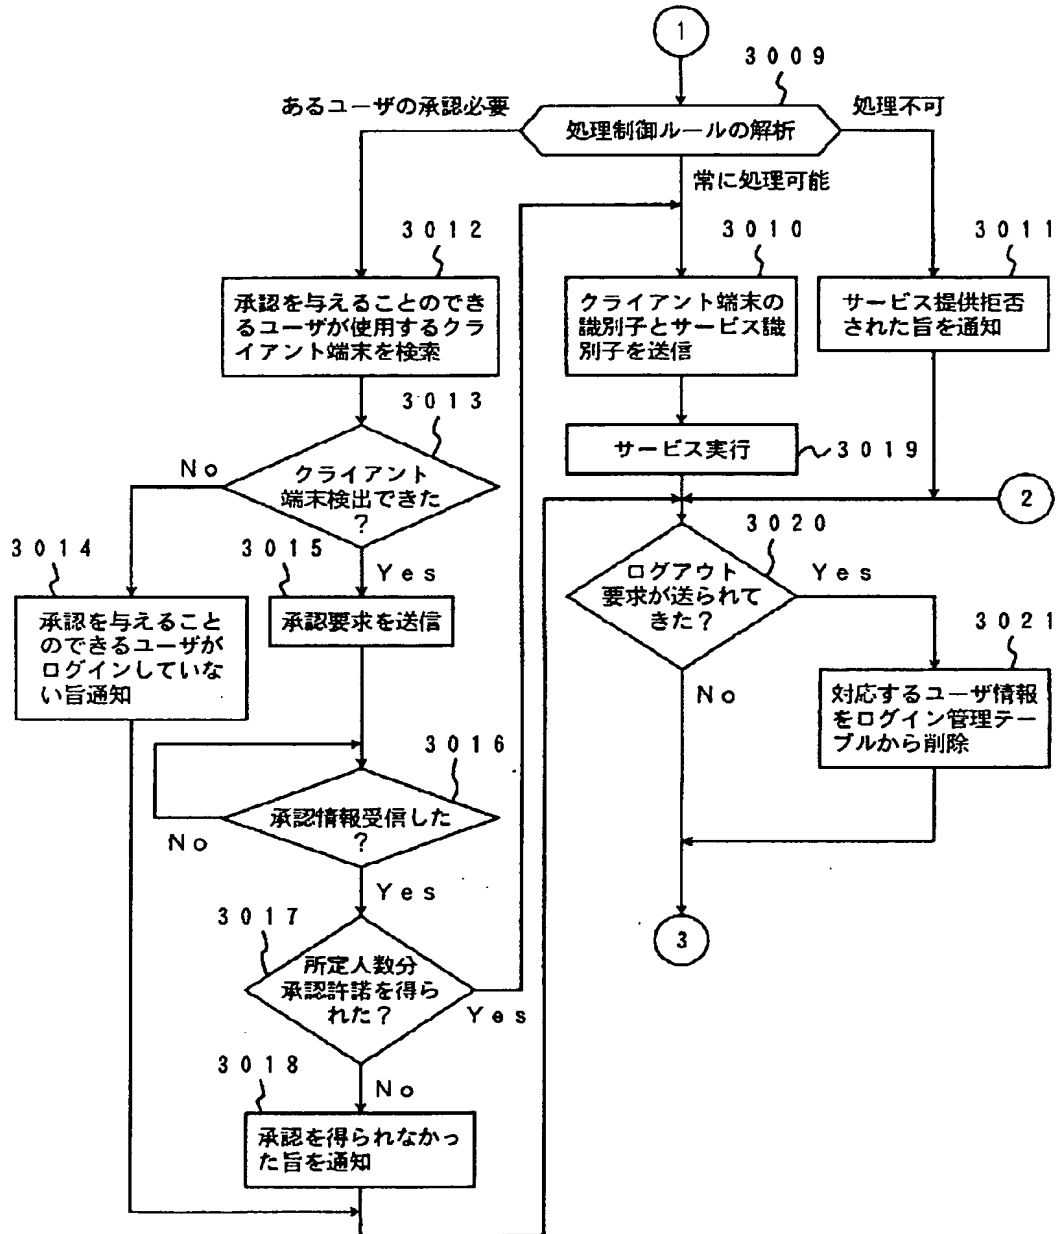 1
3009
あるユーザの承認必要
処理不可
処理制御ルールの解析
常に処理可能
3012
3010
3011
承認を与えることのでき
るユーザが使用するクラ
イアント端末を検索
クライアント端末の
識別子とサービス識
別子を送信
サービス提供拒否
された旨を通知
3013
No
クライアント
端末検出できた
?
サービス実行
3019
2
3014
3015
Yes
3020
ログアウト
要求が送られて
きた?
Yes
承認を与えること
のできるユーザが
ログインしていな
い旨通知
承認要求を送信
3021
No
対応するユーザ情報
をログイン管理テー
ブルから削除
3016
承認情報受信した
?
No
Yes
3017
所定人数分
承認許諾を得ら
れた?
Yes
3
3018
No
承認を得られなかっ
た旨を通知